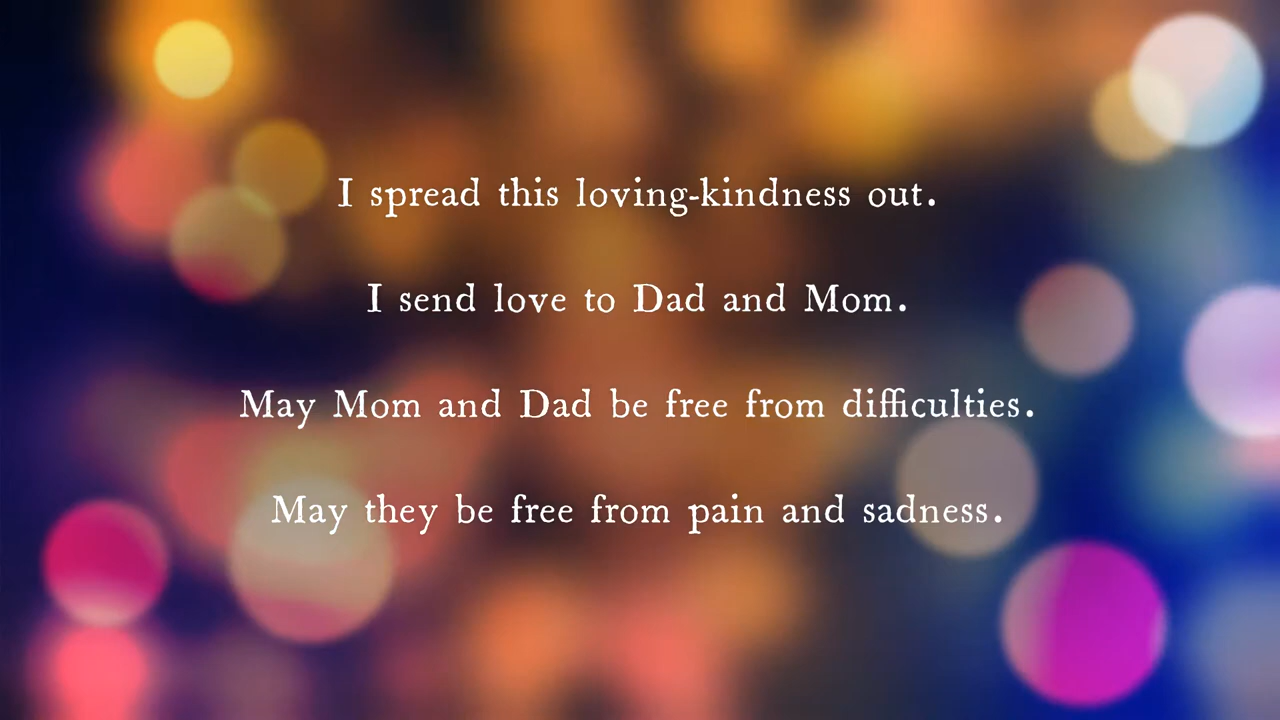 I spread this loving-kindness out.
I send love to Dad and Mom.
May Mom and Dad be free from difficulties.
May they be free from pain and sadness.